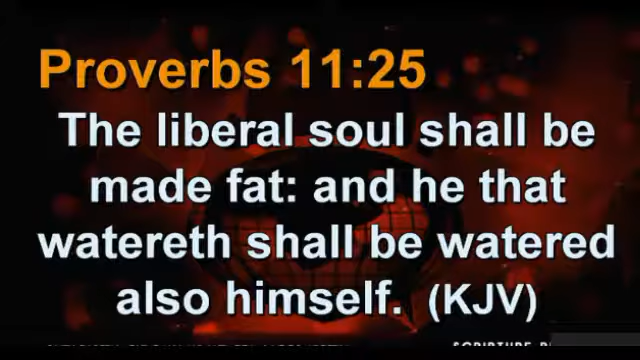 Proverbs 11:25
The liberal soul shall be
made fat: and he that
watereth shall be watered
also himself. (KJV)
SCRIPTURE